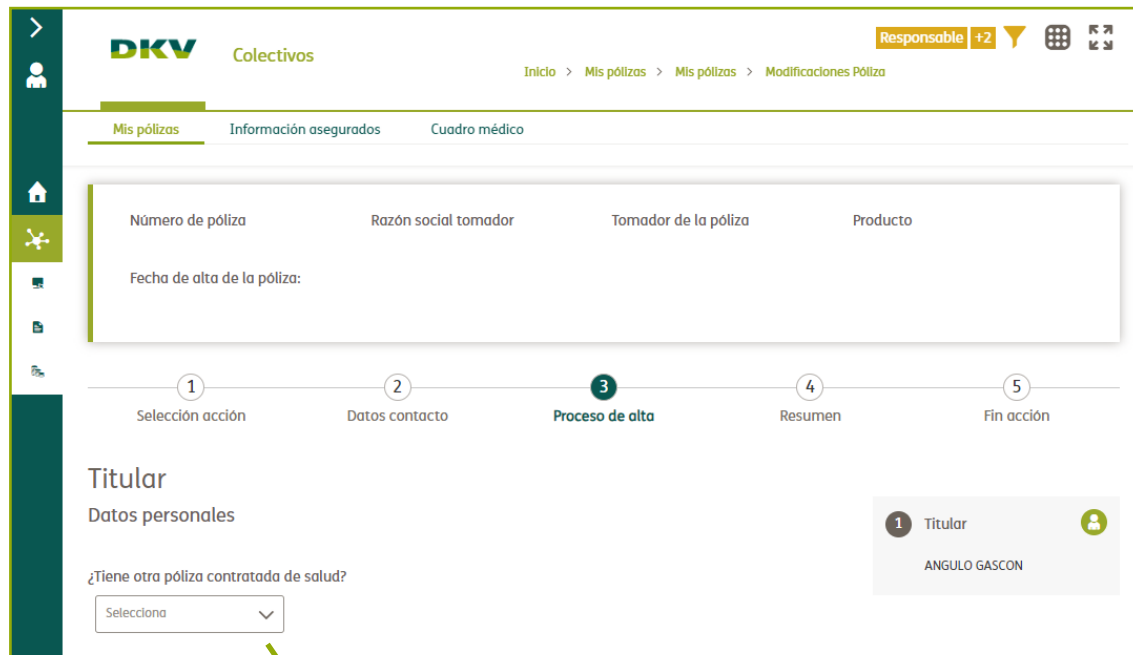 Responsable +2
DKV Colectivos
Inicio > Mis pólizas > Mis pólizas > Modificaciones Póliza
Mis pólizas Información asegurados Cuadro médico
Número de póliza Razón social tomador Tomador de la póliza Producto
Fecha de alta de la póliza:
1 2 3 4 5
Selección acción Datos contacto Proceso de alta Resumen Fin acción
Titular
Datos personales
1 Titular
ANGULO GASCON
¿Tiene otra póliza contratada de salud?
Selecciona